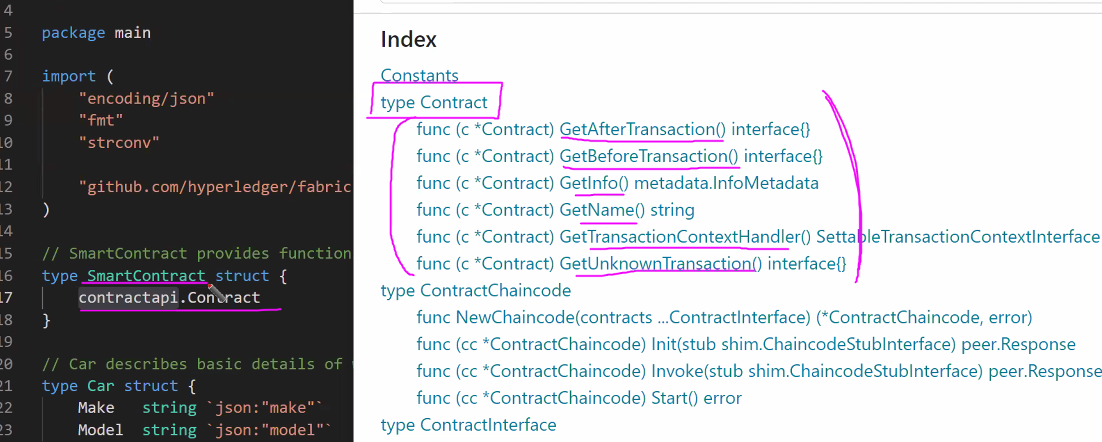 4
5 package main
6
7 import (
8 "encoding/json"
9 "fmt"
10 "strconv"
11
12 "github.com/hyperledger/fabric
13 )
14
15 // SmartContract provides function
16 type SmartContract struct {
17 contractapi.Contract
18 }
19
20 // Car describes basic details of
21 type Car struct {
22 Make string `json:"make"`
23 Model string `json:"model"`
Index
Constants
type Contract
func (c *Contract) GetAfterTransaction() interface{}
func (c *Contract) GetBeforeTransaction() interface{}
func (c *Contract) GetInfo() metadata.InfoMetadata
func (c *Contract) GetName() string
func (c *Contract) GetTransactionContextHandler() SettableTransactionContextInterface
func (c *Contract) GetUnknownTransaction() interface{}
type ContractChaincode
func NewChaincode(contracts ...ContractInterface) (*ContractChaincode, error)
func (cc *ContractChaincode) Init(stub shim.ChaincodeStubInterface) peer.Response
func (cc *ContractChaincode) Invoke(stub shim.ChaincodeStubInterface) peer.Response
func (cc *ContractChaincode) Start() error
type ContractInterface